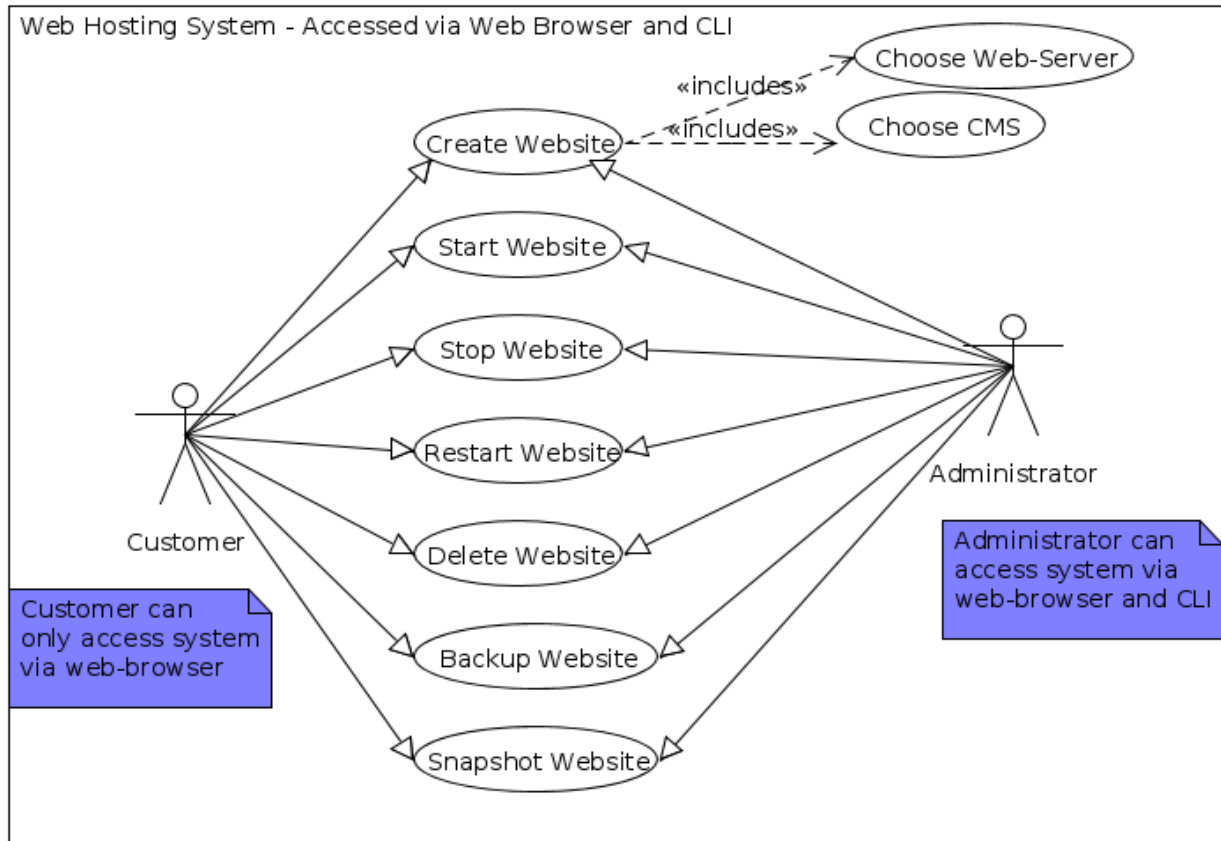 Web Hosting System - Accessed via Web Browser and CLI
Choose Web-Server
«includes»
Choose CMS
«includes»
Create Website
Start Website
Stop Website
Restart Website
Delete Website
Backup Website
Snapshot Website
Customer
Customer can
only access system
via web-browser
Administrator
Administrator can
access system via
web-browser and CLI